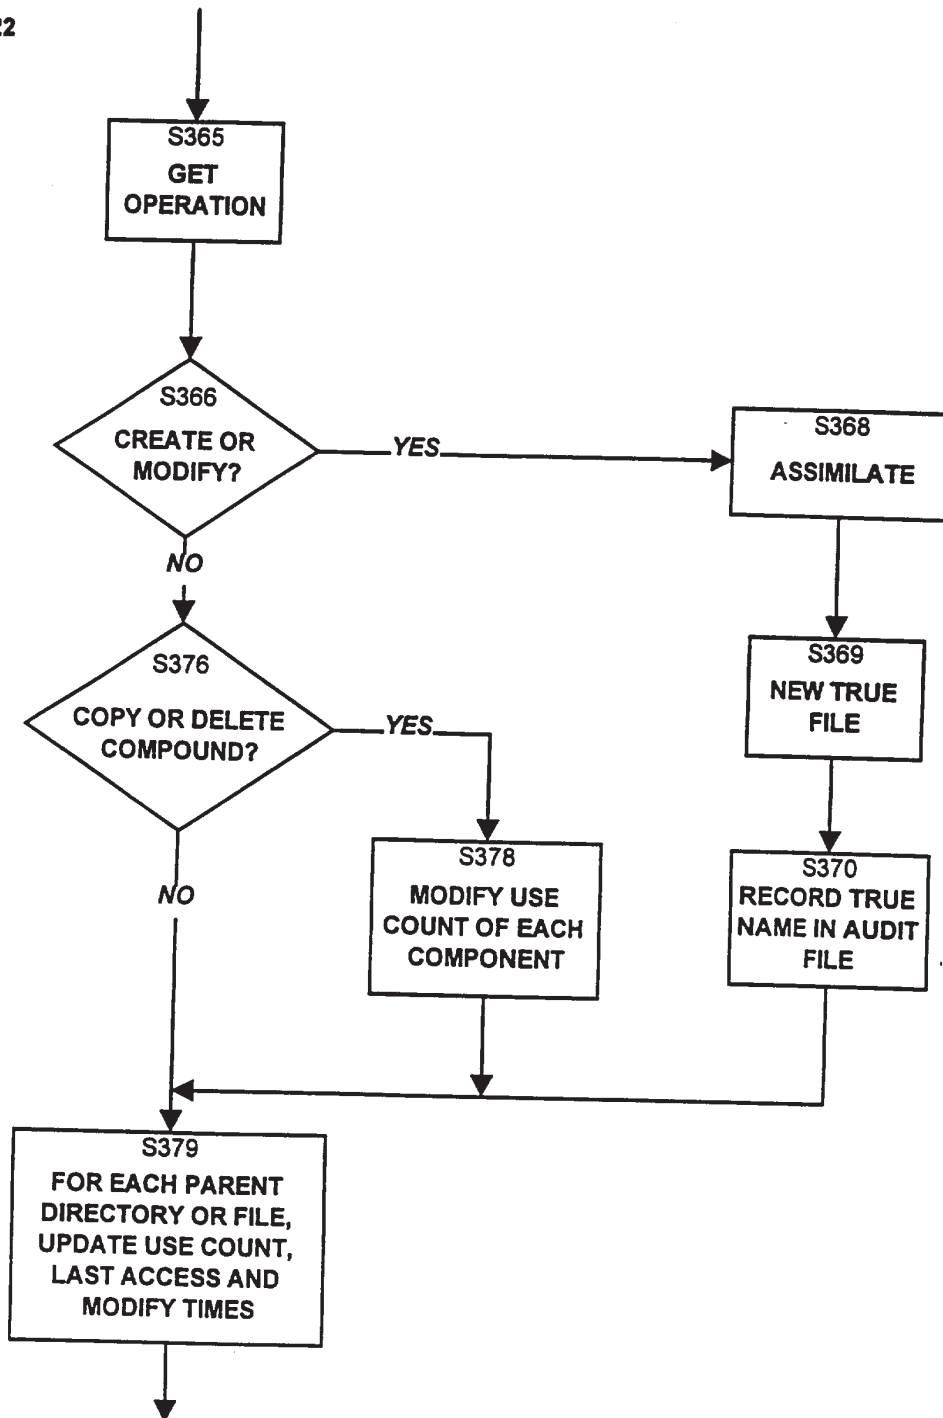 22
S365
GET
OPERATION
S366
CREATE OR
MODIFY?
YES
S368
ASSIMILATE
NO
S376
COPY OR DELETE
COMPOUND?
YES
S369
NEW TRUE
FILE
NO
S378
MODIFY USE
COUNT OF EACH
COMPONENT
S370
RECORD TRUE
NAME IN AUDIT
FILE
S379
FOR EACH PARENT
DIRECTORY OR FILE,
UPDATE USE COUNT,
LAST ACCESS AND
MODIFY TIMES